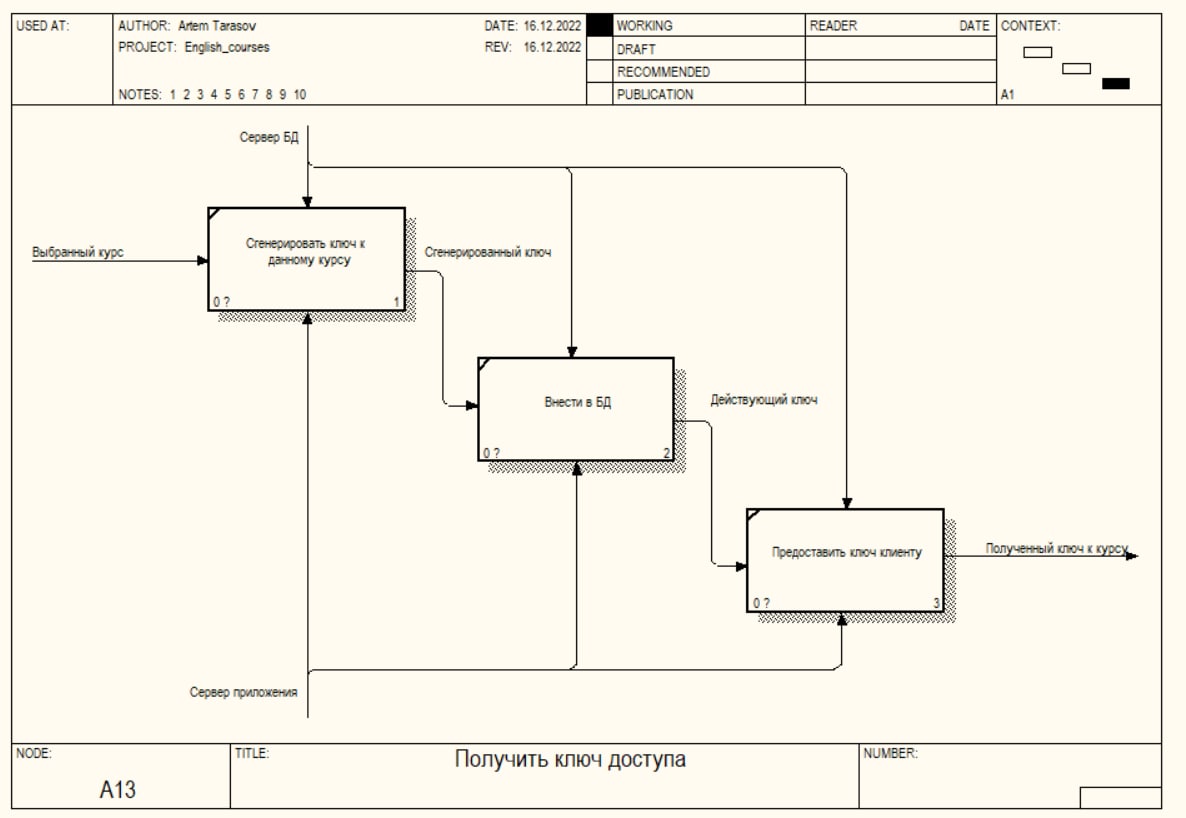 USED AT:
AUTHOR: Artem Tarasov
DATE: 16.12.2022
WORKING
READER
DATE
CONTEXT:
PROJECT: English_courses
REV: 16.12.2022
DRAFT
RECOMMENDED
NOTES: 1 2 3 4 5 6 7 8 9 10
PUBLICATION
A1
Сервер БД
Выбранный курс
Сгенерировать ключ к
данному курсу
0 ?
1
Сгенерированный ключ
Внести в БД
0 ?
2
Действующий ключ
Предоставить ключ клиенту
0 ?
3
Полученный ключ к курсу
Сервер приложения
NODE:
A13
TITLE:
Получить ключ доступа
NUMBER: